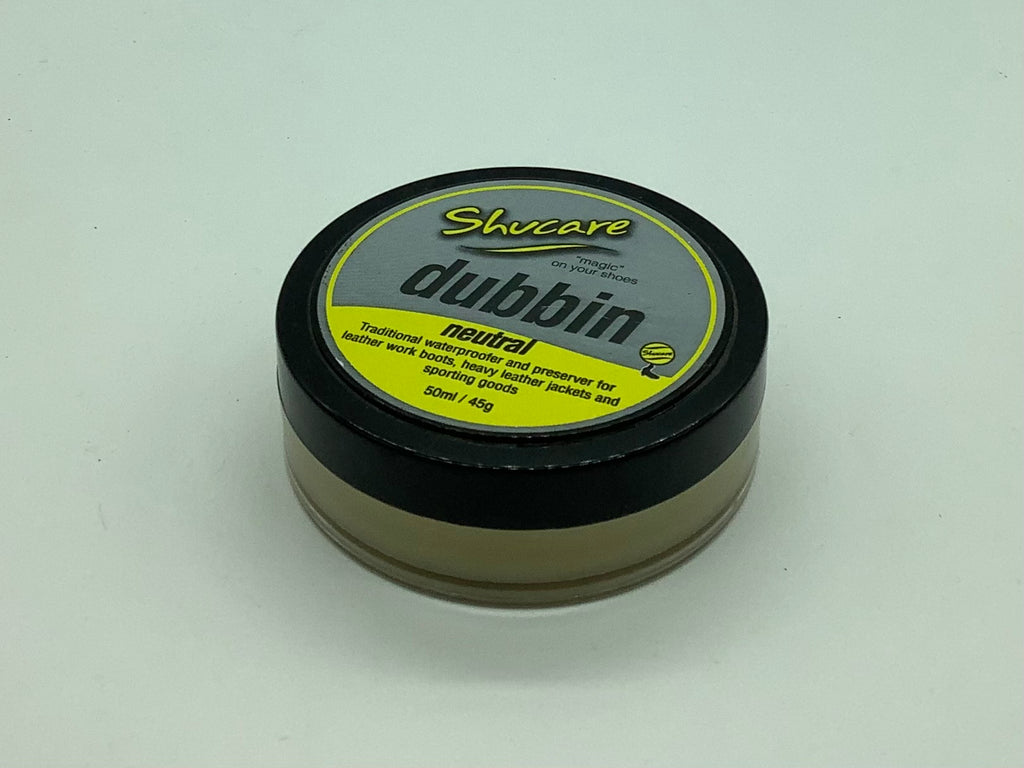 Shucare
"magic"
on your shoes
dubbin
neutral
Traditional waterproofer and preserver for
leather work boots, heavy leather jackets and
sporting goods
50ml / 45g
Shucare